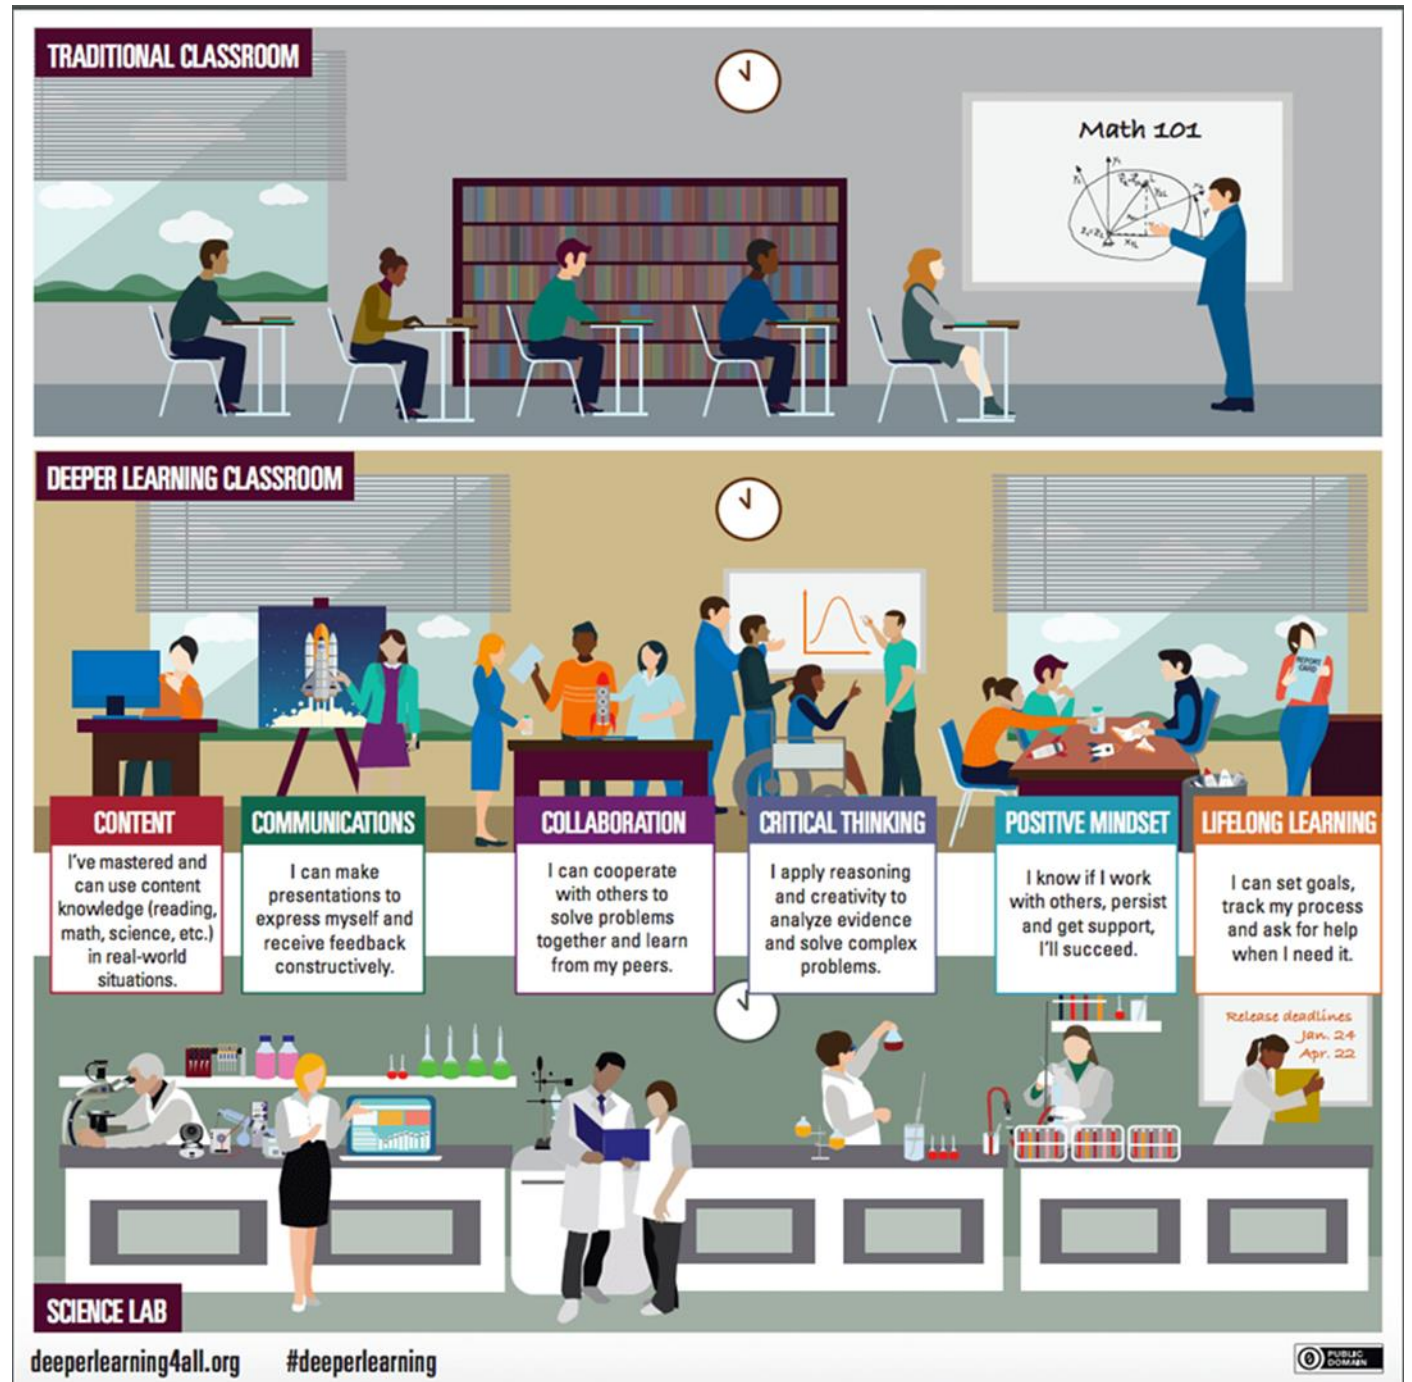 TRADITIONAL CLASSROOM
Math 101
DEEPER LEARNING CLASSROOM
REPORT
CARD
CONTENT
I've mastered and
can use content
knowledge (reading,
math, science, etc.)
in real-world
situations.
COMMUNICATIONS
I can make
presentations to
express myself and
receive feedback
constructively.
COLLABORATION
I can cooperate
with others to
solve problems
together and learn
from my peers.
CRITICAL THINKING
I apply reasoning
and creativity to
analyze evidence
and solve complex
problems.
POSITIVE MINDSET
I know if I work
with others, persist
and get support,
I'll succeed.
LIFELONG LEARNING
I can set goals,
track my process
and ask for help
when I need it.
Release deadlines
Jan. 24
Apr. 22
SCIENCE LAB
deeperlearning4all.org #deeperlearning
PUBLIC
DOMAIN